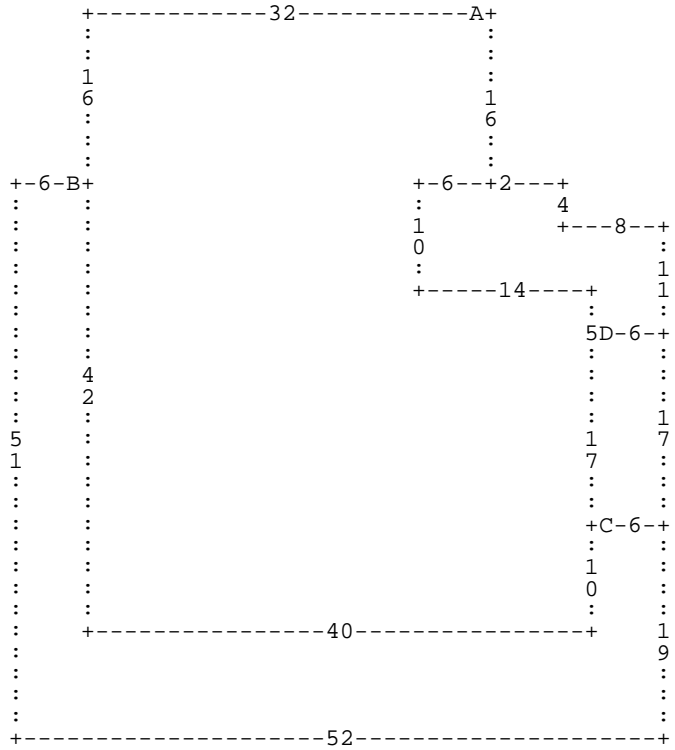 +------------32-----------A+
:                          :
:                          :
1                          :
6                          1
:                          6
:                          :
:                          :
+-6-B+ +-6--+2---+
: : : 4
: : 1 +---8--+
: : 0 :
: : : 1
: : +-----14----+ 1
: : : :
: : 5D-6-+
: : : :
: 4 : :
: 2 : :
: : : 1
5 : 1 7
1 : 7 :
: : : :
: : : :
: : +C-6-+
: : : :
: : 1 :
: : 0 :
: : : :
: +----------------40---------------+ 1
: 9
: :
: :
: :
+---------------------52----------------------+